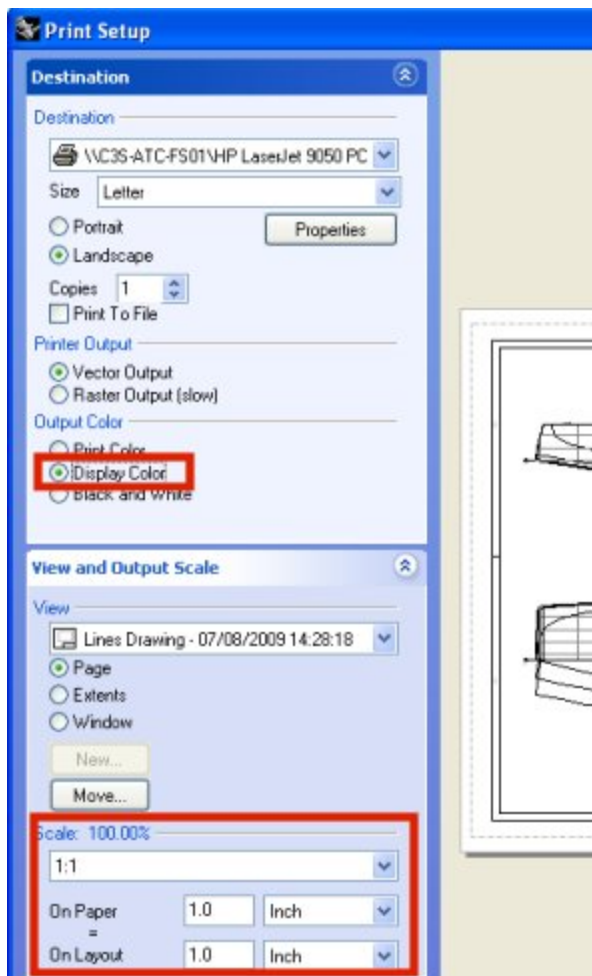 Print Setup
Destination
Destination
\\C3S-ATC-FS01\HP LaserJet 9050 PC
Size Letter
Portrait Properties
Landscape
Copies 1
Print To File
Printer Output
Vector Output
Raster Output (slow)
Output Color
Print Color
Display Color
Black and White
View and Output Scale
View
Lines Drawing - 07/08/2009 14:28:18
Page
Extents
Window
New...
Move...
Scale: 100.00%
1:1
On Paper 1.0 Inch
=
On Layout 1.0 Inch